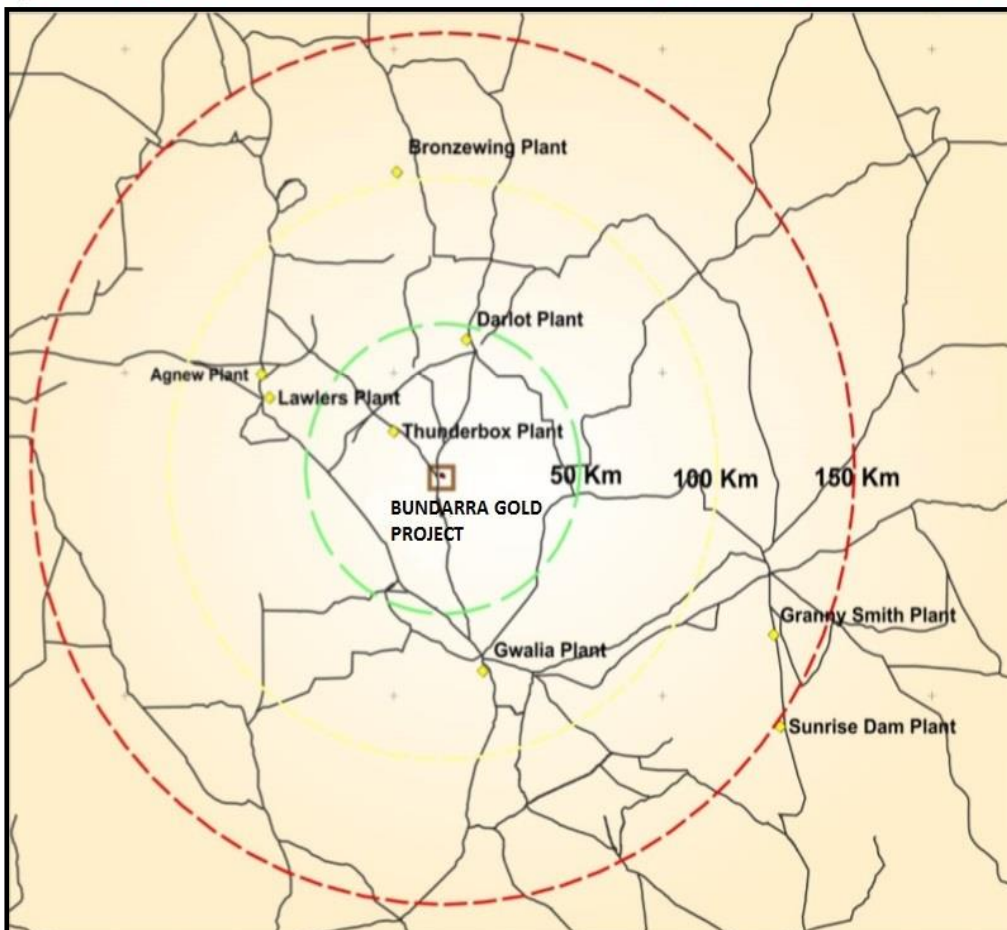 Bronzewing Plant
Darlot Plant
Agnew Plant
Lawlers Plant
Thunderbox Plant
50 Km
100 Km
150 Km
BUNDARRA GOLD
PROJECT
Granny Smith Plant
Gwalia Plant
Sunrise Dam Plant